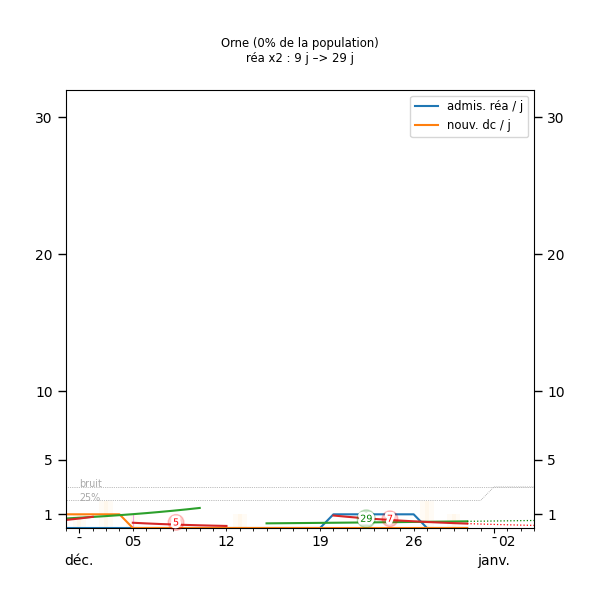 Orne (0% de la population)
réa x2 : 9 j –> 29 j
admis. réa / j
nouv. dc / j
30 30
20 20
10 10
5 5
bruit
25%
1 1
5 29 7
- 05 12 19 26 - 02
déc. janv.